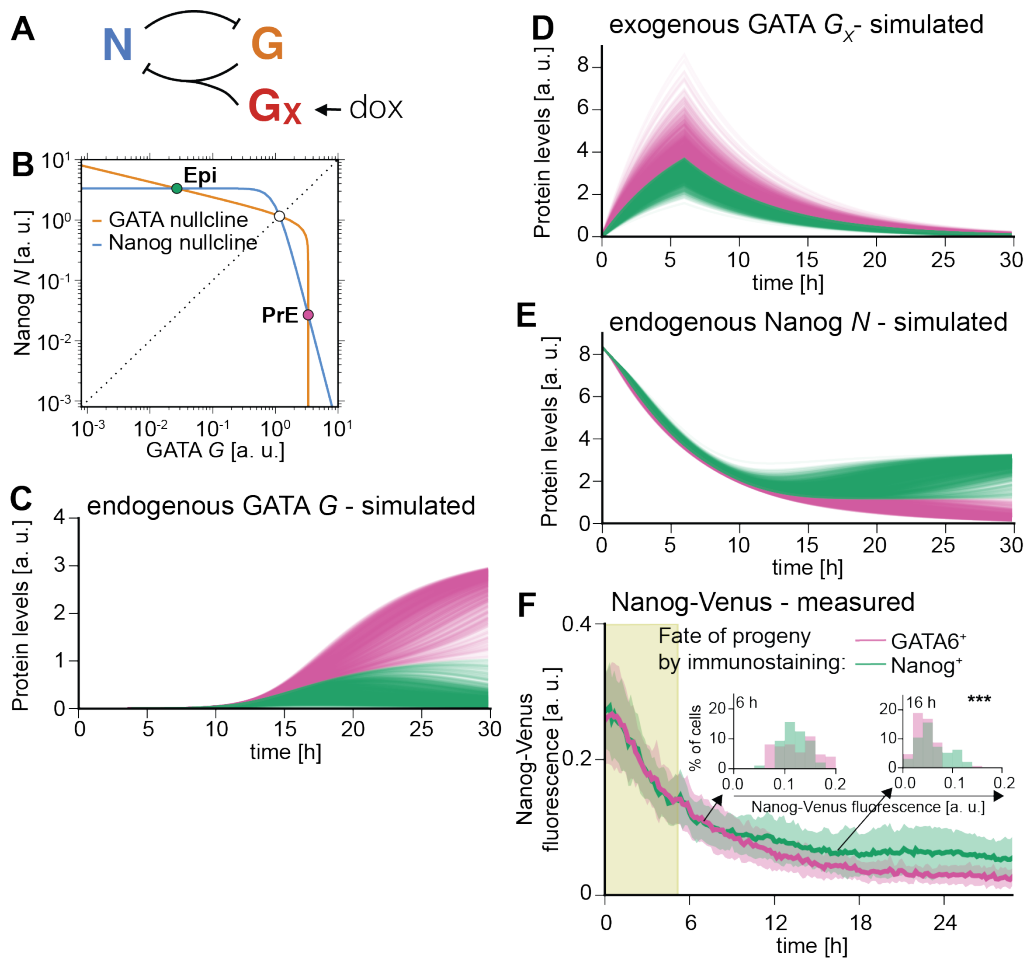 A
N
G
Gx
dox
B
10^1
10^0
10^-1
10^-2
10^-3
Nanog N [a. u.]
Epi
GATA nullcline
Nanog nullcline
PrE
10^-3
10^-2
10^-1
10^0
10^1
GATA G [a. u.]
C
endogenous GATA G - simulated
Protein levels [a. u.]
4
3
2
1
0
0 5 10 15 20 25 30
time [h]
D
exogenous GATA Gx- simulated
Protein levels [a. u.]
8
6
4
2
0
0 5 10 15 20 25 30
time [h]
E
endogenous Nanog N - simulated
Protein levels [a. u.]
8
6
4
2
0
0 5 10 15 20 25 30
time [h]
F
Nanog-Venus - measured
Nanog-Venus
fluorescence [a. u.]
0.4
0.2
0
Fate of progeny
by immunostaining:
GATA6+
Nanog+
% of cells
20
10
0
6 h
0.0 0.1 0.2
20
10
0
16 h
***
0.0 0.1 0.2
Nanog-Venus fluorescence [a. u.]
0 6 12 18 24
time [h]